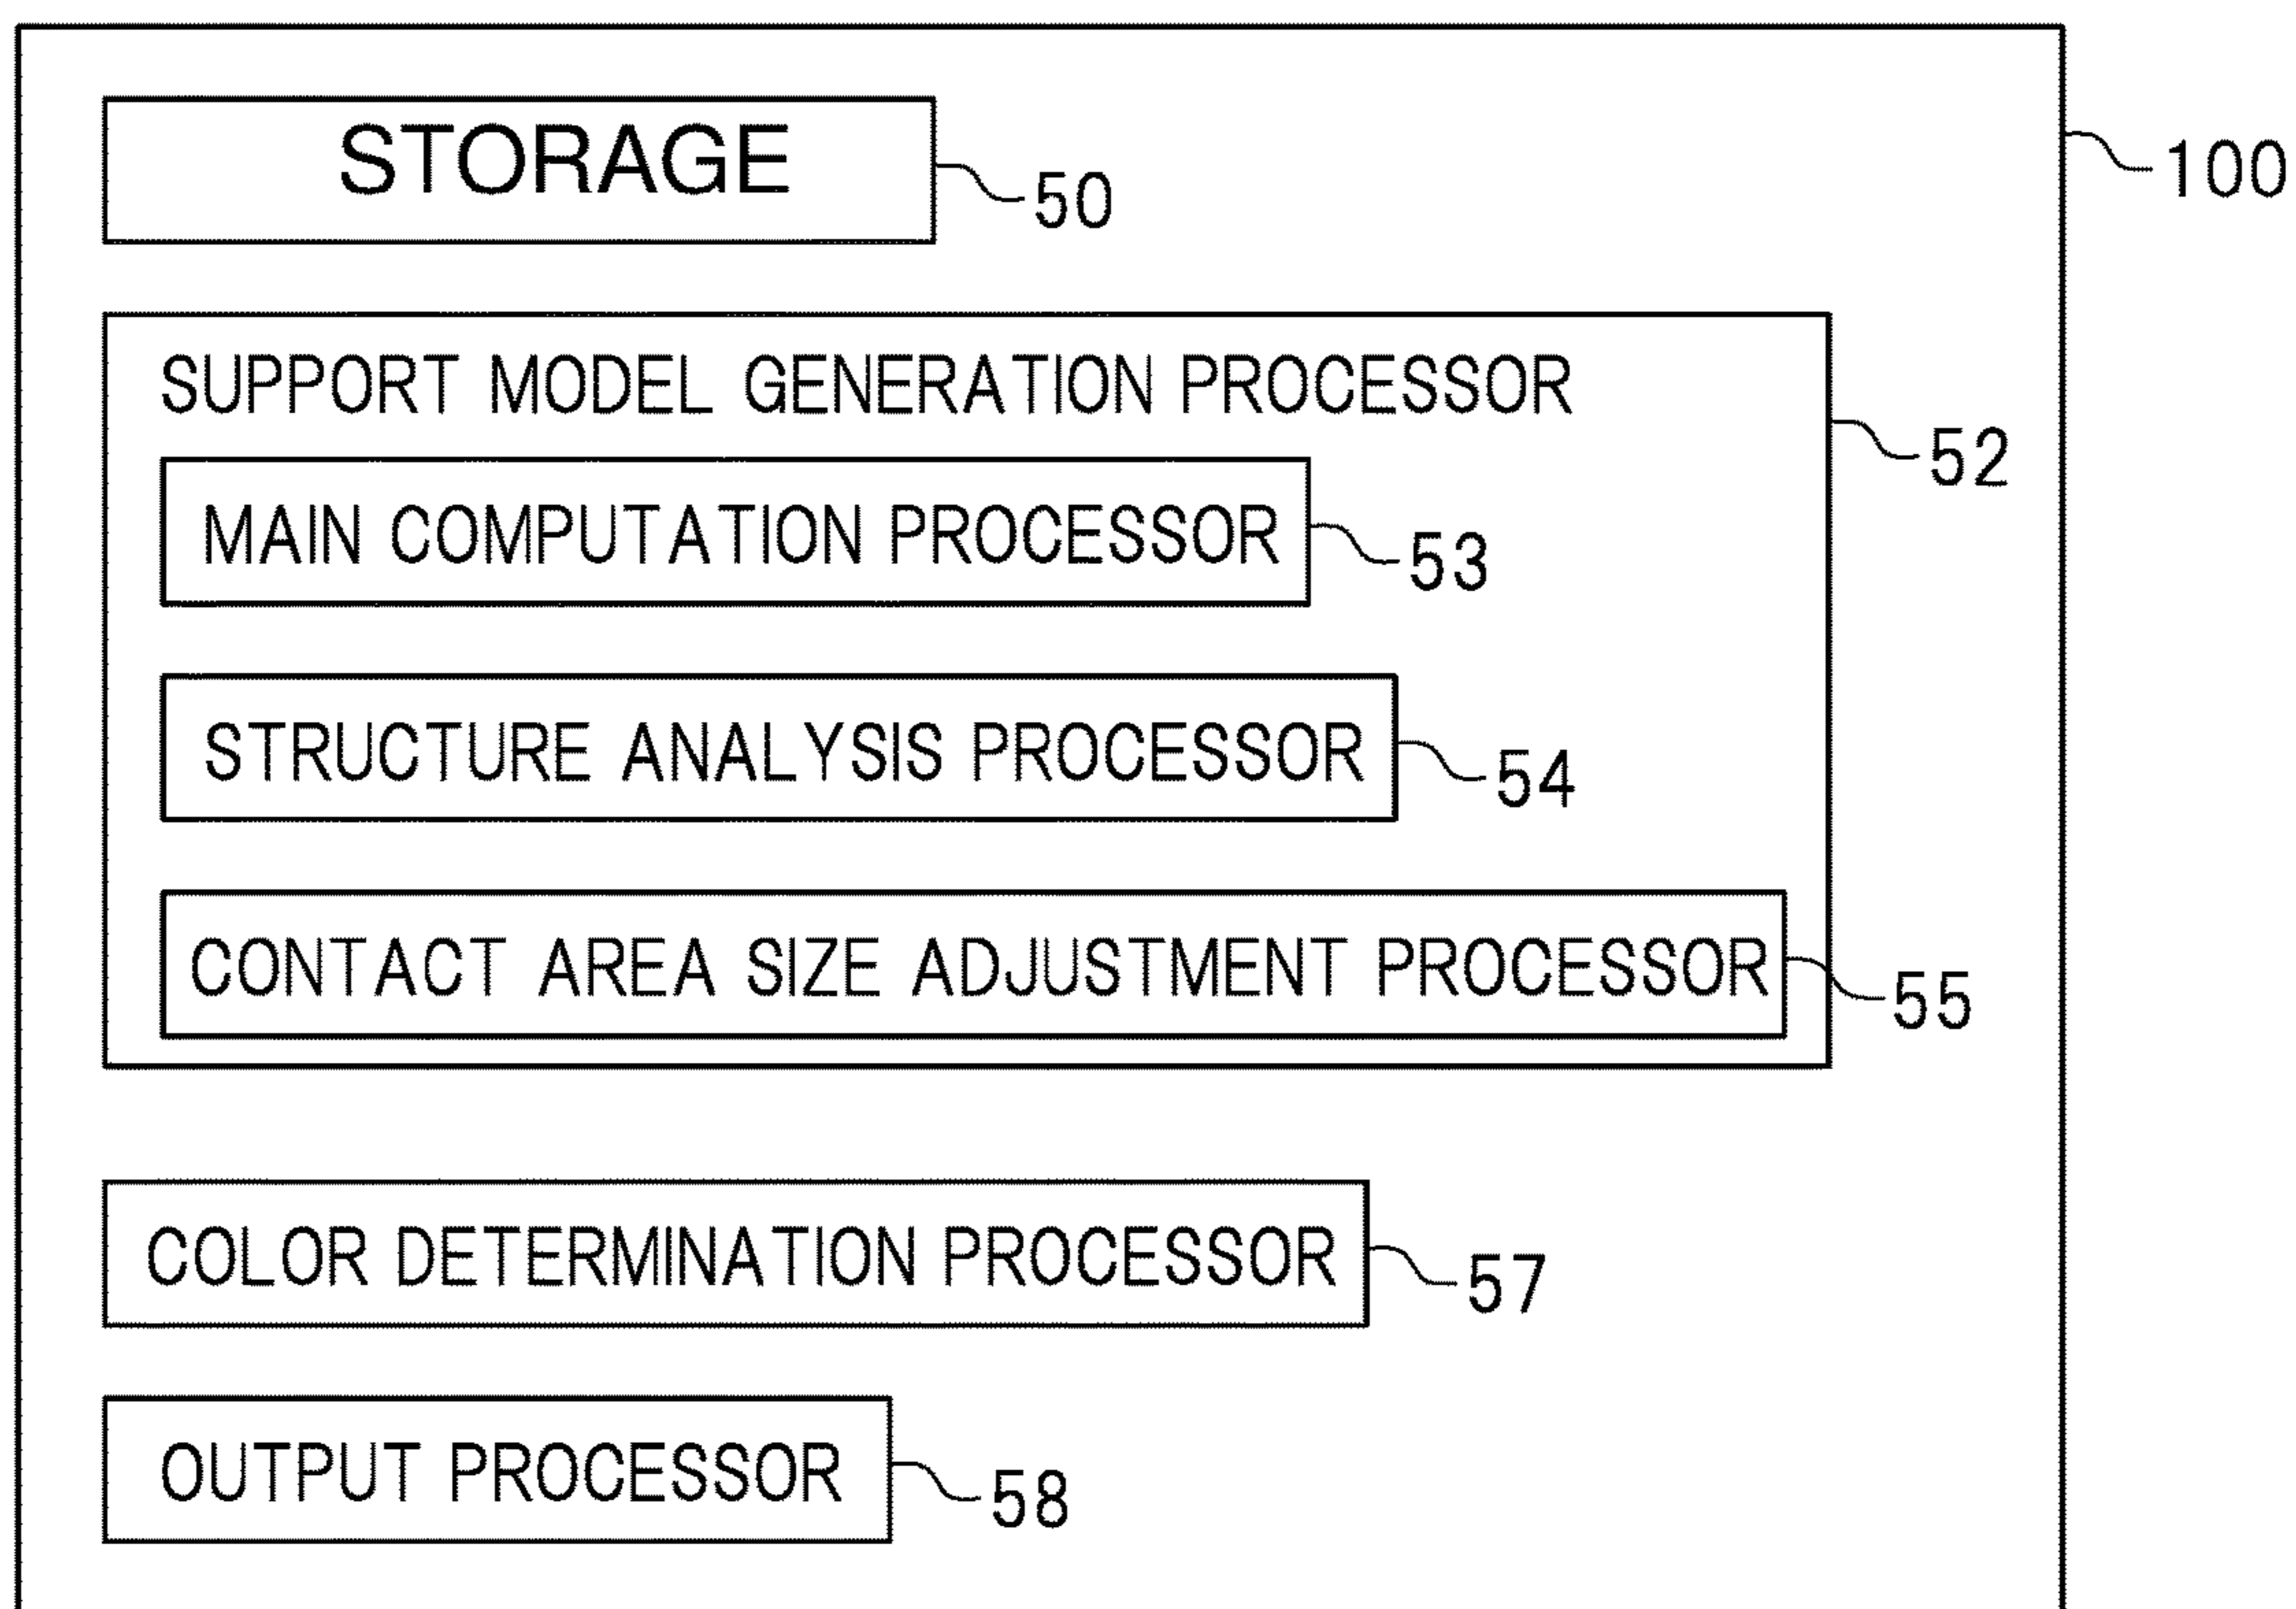 STORAGE
50
100
SUPPORT MODEL GENERATION PROCESSOR
52
MAIN COMPUTATION PROCESSOR
53
STRUCTURE ANALYSIS PROCESSOR
54
CONTACT AREA SIZE ADJUSTMENT PROCESSOR
55
COLOR DETERMINATION PROCESSOR
57
OUTPUT PROCESSOR
58